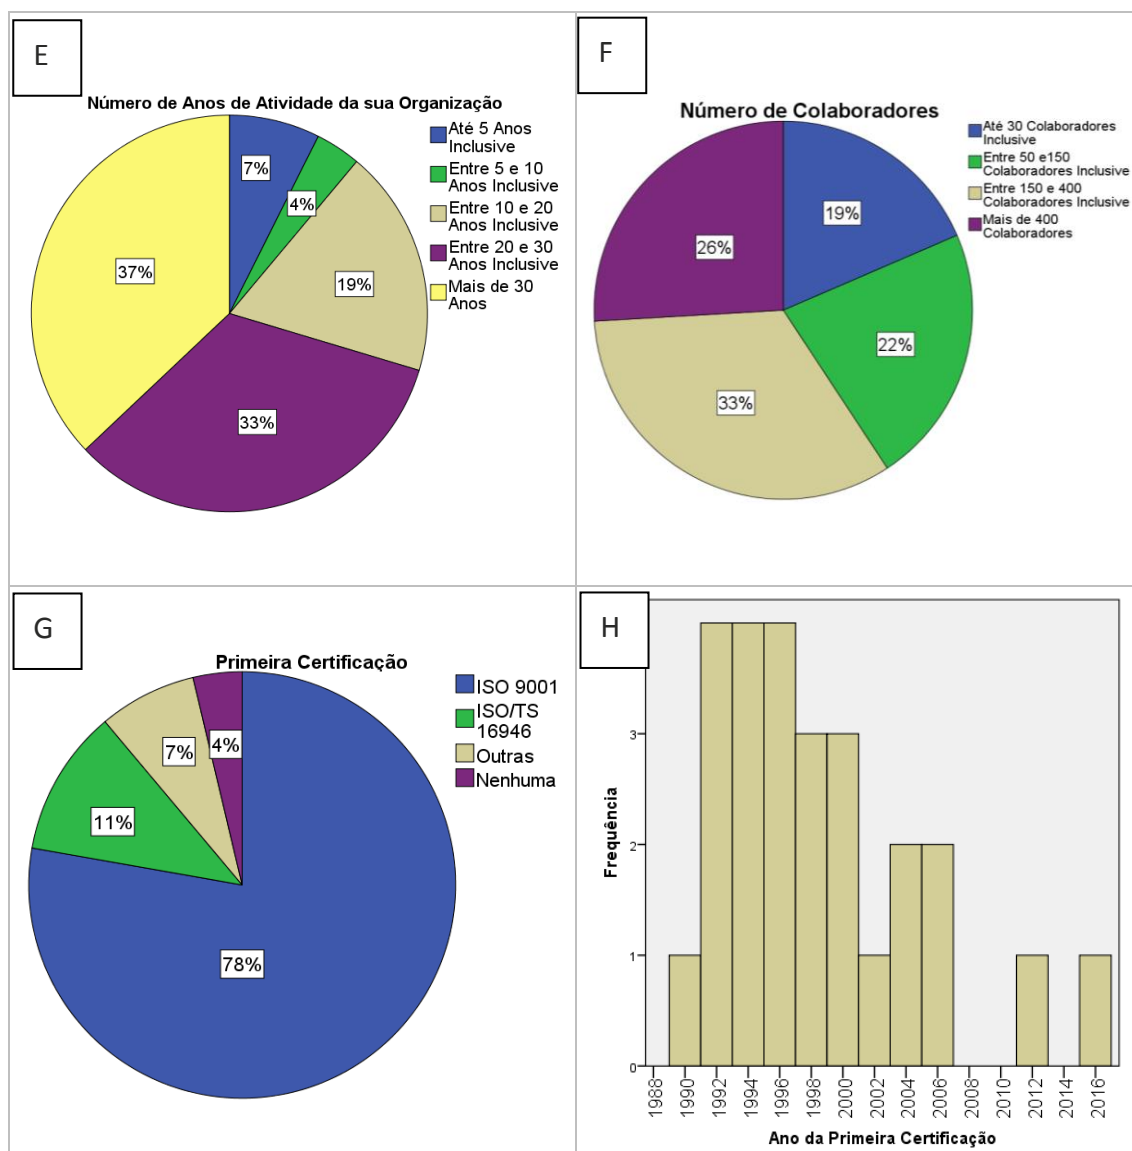 E
Número de Anos de Atividade da sua Organização
Até 5 Anos
Inclusive
Entre 5 e 10
Anos Inclusive
Entre 10 e 20
Anos Inclusive
Entre 20 e 30
Anos Inclusive
Mais de 30
Anos
7%
4%
19%
33%
37%
F
Número de Colaboradores
Até 30 Colaboradores
Inclusive
Entre 50 e150
Colaboradores Inclusive
Entre 150 e 400
Colaboradores Inclusive
Mais de 400
Colaboradores
19%
22%
33%
26%
G
Primeira Certificação
ISO 9001
ISO/TS
16946
Outras
Nenhuma
4%
7%
11%
78%
H
Frequência
3
2
1
0
1988
1990
1992
1994
1996
1998
2000
2002
2004
2006
2008
2010
2012
2014
2016
Ano da Primeira Certificação